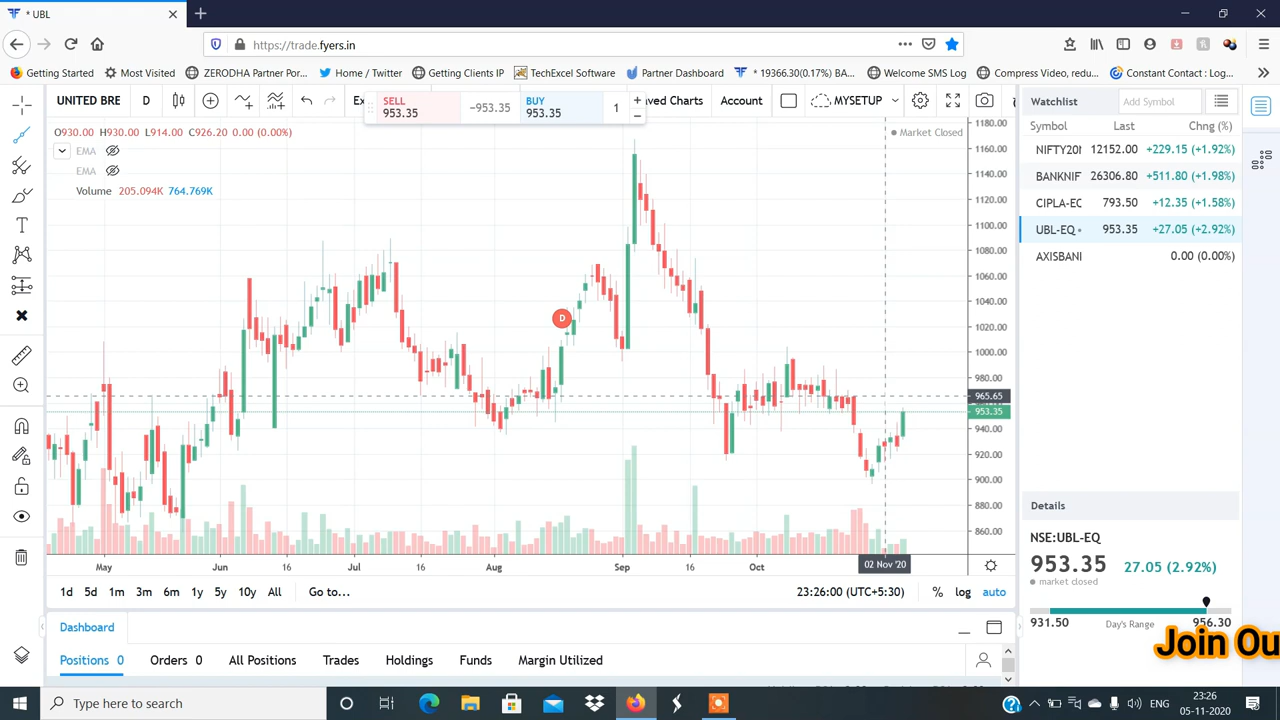 * UBL
https://trade.fyers.in
Getting Started
Most Visited
ZERODHA Partner Por...
Home / Twitter
Getting Clients IP
TechExcel Software
Partner Dashboard
* 19366.30(0.17%) BA...
Welcome SMS Log
Compress Video, redu...
Constant Contact : Log...
UNITED BRE D
SELL
953.35
−953.35
BUY
953.35
1
aved Charts
Account
MYSETUP
O930.00 H930.00 L914.00 C926.20 0.00 (0.00%)
Market Closed
EMA
EMA
Volume 205.094K 764.769K
D
1180.00
1160.00
1140.00
1120.00
1100.00
1080.00
1060.00
1040.00
1020.00
1000.00
980.00
965.65
953.35
940.00
920.00
900.00
880.00
860.00
May Jun 16 Jul 16 Aug Sep 16 Oct 02 Nov '20
1d 5d 1m 3m 6m 1y 5y 10y All Go to...
23:26:00 (UTC+5:30) % log auto
Dashboard
Positions 0 Orders 0 All Positions Trades Holdings Funds Margin Utilized
Watchlist
Add Symbol
Symbol Last Chng (%)
NIFTY20 12152.00 +229.15 (+1.92%)
BANKNIF 26306.80 +511.80 (+1.98%)
CIPLA-EC 793.50 +12.35 (+1.58%)
UBL-EQ 953.35 +27.05 (+2.92%)
AXISBANI 0.00 (0.00%)
Details
NSE:UBL-EQ
953.35 27.05 (2.92%)
market closed
931.50 Day's Range 956.30
Join Ou
Type here to search
ENG
23:26
05-11-2020